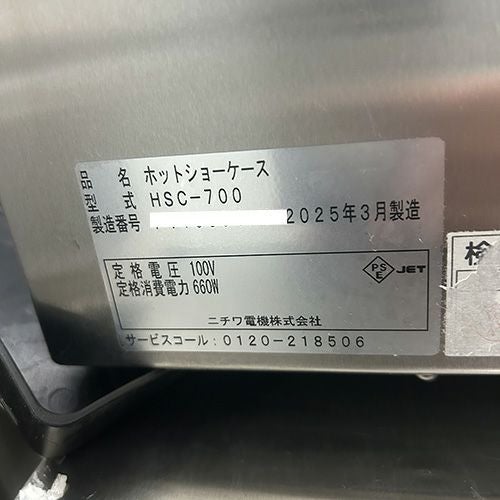 品 名 ホットショーケース
型 式 HSC-700
製造番号 2025年3月製造
定 格 電 圧 100V
定格消費電力 660W
PS
E
JET
ニチワ電機株式会社
サービスコール：0120-218506
検